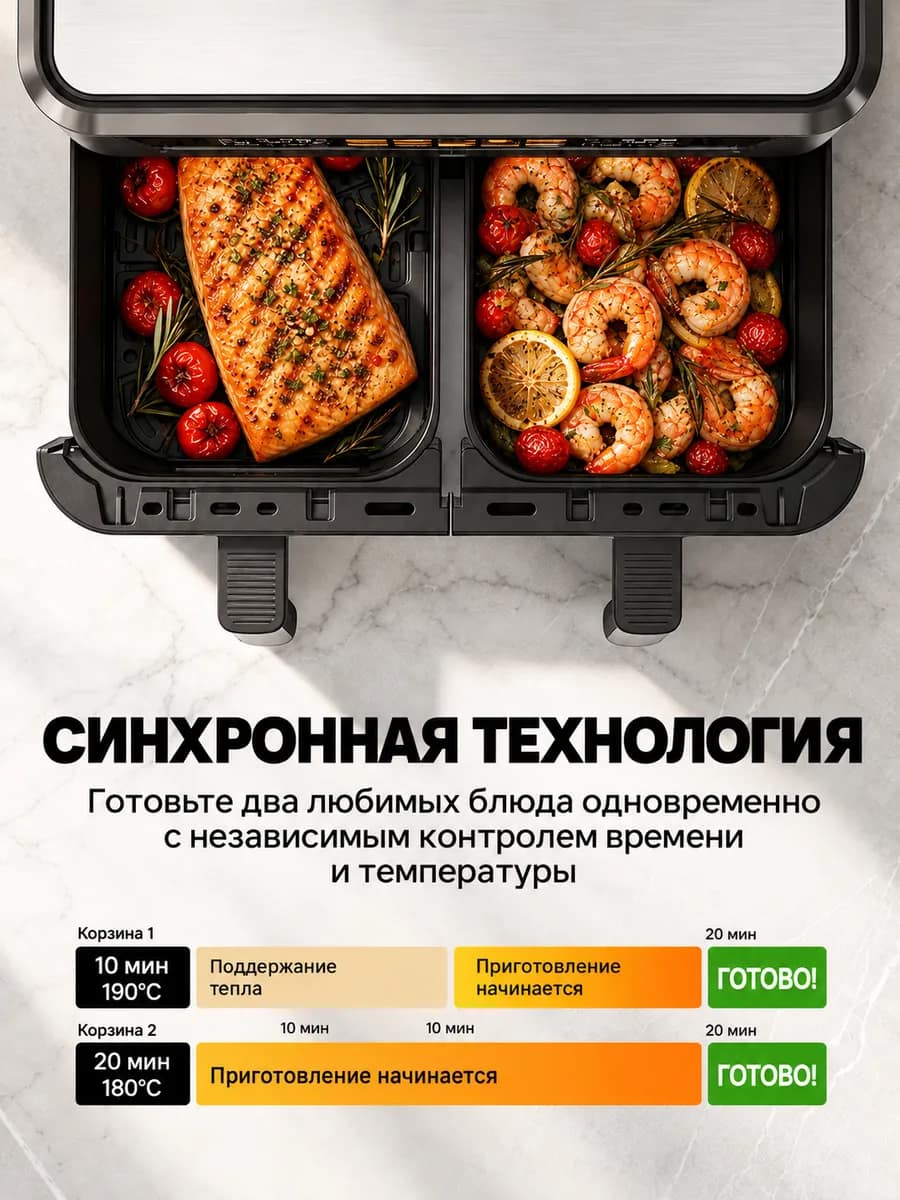 СИНХРОННАЯ ТЕХНОЛОГИЯ
Готовьте два любимых блюда одновременно
с независимым контролем времени
и температуры
Корзина 1
20 мин
10 мин
190°C
Поддержание
тепла
Приготовление
начинается
ГОТОВО!
Корзина 2
10 мин
10 мин
20 мин
20 мин
180°C
Приготовление начинается
ГОТОВО!